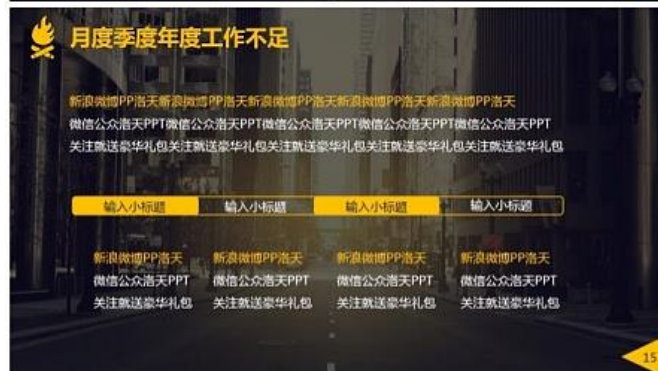 月度季度年度工作不足
新浪微博PP洛天新浪微博PP洛天新浪微博PP洛天新浪微博PP洛天新浪微博PP洛天
微信公众洛天PPT微信公众洛天PPT微信公众洛天PPT微信公众洛天PPT微信公众洛天PPT
关注就送豪华礼包关注就送豪华礼包关注就送豪华礼包关注就送豪华礼包关注就送豪华礼包
输入小标题 输入小标题 输入小标题 输入小标题
新浪微博PP洛天 新浪微博PP洛天 新浪微博PP洛天 新浪微博PP洛天
微信公众洛天PPT 微信公众洛天PPT 微信公众洛天PPT 微信公众洛天PPT
关注就送豪华礼包 关注就送豪华礼包 关注就送豪华礼包 关注就送豪华礼包
15